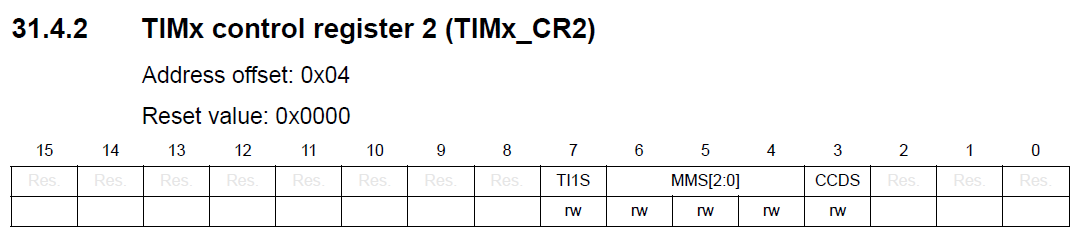 31.4.2 TIMx control register 2 (TIMx_CR2)
Address offset: 0x04
Reset value: 0x0000
15 14 13 12 11 10 9 8 7 6 5 4 3 2 1 0
Res. Res. Res. Res. Res. Res. Res. Res. TI1S MMS[2:0] CCDS Res. Res. Res.
rw rw rw rw rw